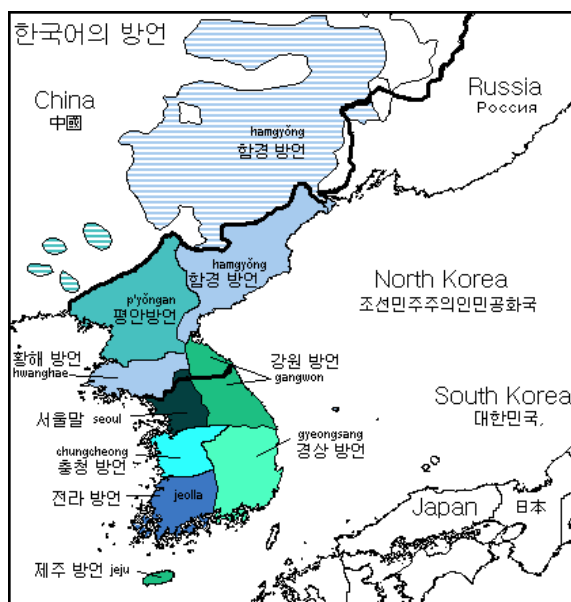 한국어의 방언
China
中國
Russia
Россия
hamgyŏng
함경 방언
hamgyŏng
함경 방언
North Korea
조선민주주의인민공화국
p'yŏngan
평안방언
황해 방언
hwanghae
강원 방언
gangwon
서울말 seoul
South Korea
대한민국
chungcheong
충청 방언
gyeongsang
경상 방언
전라 방언 jeolla
Japan 日本
제주 방언 jeju